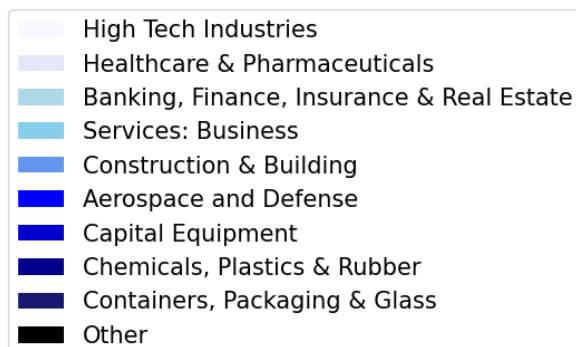 High Tech Industries
Healthcare & Pharmaceuticals
Banking, Finance, Insurance & Real Estate
Services: Business
Construction & Building
Aerospace and Defense
Capital Equipment
Chemicals, Plastics & Rubber
Containers, Packaging & Glass
Other